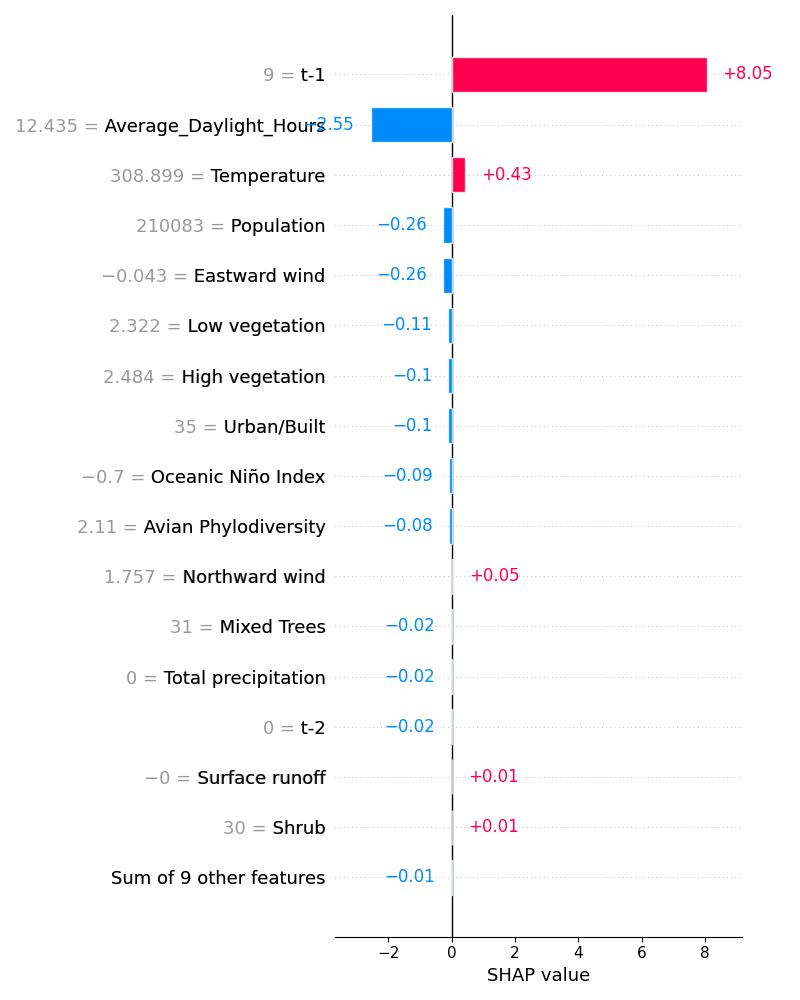 9 = t-1 +8.05
12.435 = Average_Daylight_Hours −2.55
308.899 = Temperature +0.43
210083 = Population −0.26
−0.043 = Eastward wind −0.26
2.322 = Low vegetation −0.11
2.484 = High vegetation −0.1
35 = Urban/Built −0.1
−0.7 = Oceanic Niño Index −0.09
2.11 = Avian Phylodiversity −0.08
1.757 = Northward wind +0.05
31 = Mixed Trees −0.02
0 = Total precipitation −0.02
0 = t-2 −0.02
−0 = Surface runoff +0.01
30 = Shrub +0.01
Sum of 9 other features −0.01
−2 0 2 4 6 8
SHAP value